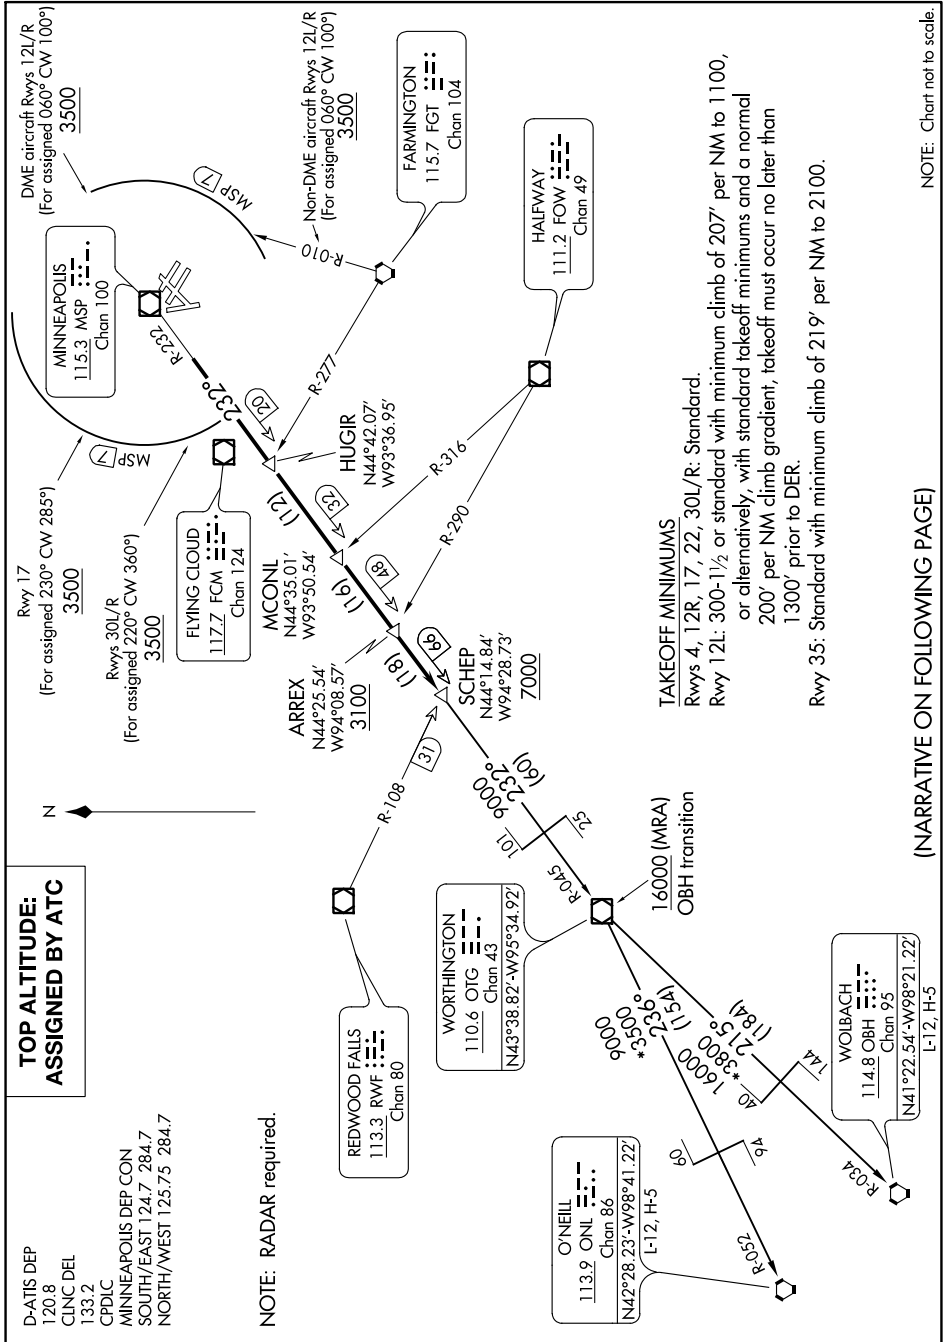 TOP ALTITUDE:
ASSIGNED BY ATC
D-ATIS DEP
120.8
CLNC DEL
133.2
CPDLC
MINNEAPOLIS DEP CON
SOUTH/EAST 124.7 284.7
NORTH/WEST 125.75 284.7
NOTE: RADAR required.
N
Rwy 17
(For assigned 230° CW 285°)
3500
Rwys 30L/R
(For assigned 220° CW 360°)
3500
MSP 7
DME aircraft Rwys 12L/R
(For assigned 060° CW 100°)
3500
MSP 7
Non-DME aircraft Rwys 12L/R
(For assigned 060° CW 100°)
3500
R-010
MINNEAPOLIS
115.3 MSP
Chan 100
R-232
232°
FLYING CLOUD
117.7 FCM
Chan 124
FARMINGTON
115.7 FGT
Chan 104
R-277
20
HUGIR
N44°42.07'
W93°36.95'
(12)
32
MCONL
N44°35.01'
W93°50.54'
R-316
HALFWAY
111.2 FOW
Chan 49
R-290
(16)
48
ARREX
N44°25.54'
W94°08.57'
3100
(18)
66
SCHEP
N44°14.84'
W94°28.73'
7000
REDWOOD FALLS
113.3 RWF
Chan 80
R-108
31
9000
232°
(60)
101
25
R-045
WORTHINGTON
110.6 OTG
Chan 43
N43°38.82'-W95°34.92'
16000 (MRA)
OBH transition
9000
*3500
236°
(154)
60
94
R-052
O'NEILL
113.9 ONL
Chan 86
N42°28.23'-W98°41.22'
L-12, H-5
16000
*3800
215°
(184)
40
144
R-034
WOLBACH
114.8 OBH
Chan 95
N41°22.54'-W98°21.22'
L-12, H-5
TAKEOFF MINIMUMS
Rwys 4, 12R, 17, 22, 30L/R: Standard.
Rwy 12L: 300-1½ or standard with minimum climb of 207' per NM to 1100,
or alternatively, with standard takeoff minimums and a normal
200' per NM climb gradient, takeoff must occur no later than
1300' prior to DER.
Rwy 35: Standard with minimum climb of 219' per NM to 2100.
(NARRATIVE ON FOLLOWING PAGE)
NOTE: Chart not to scale.